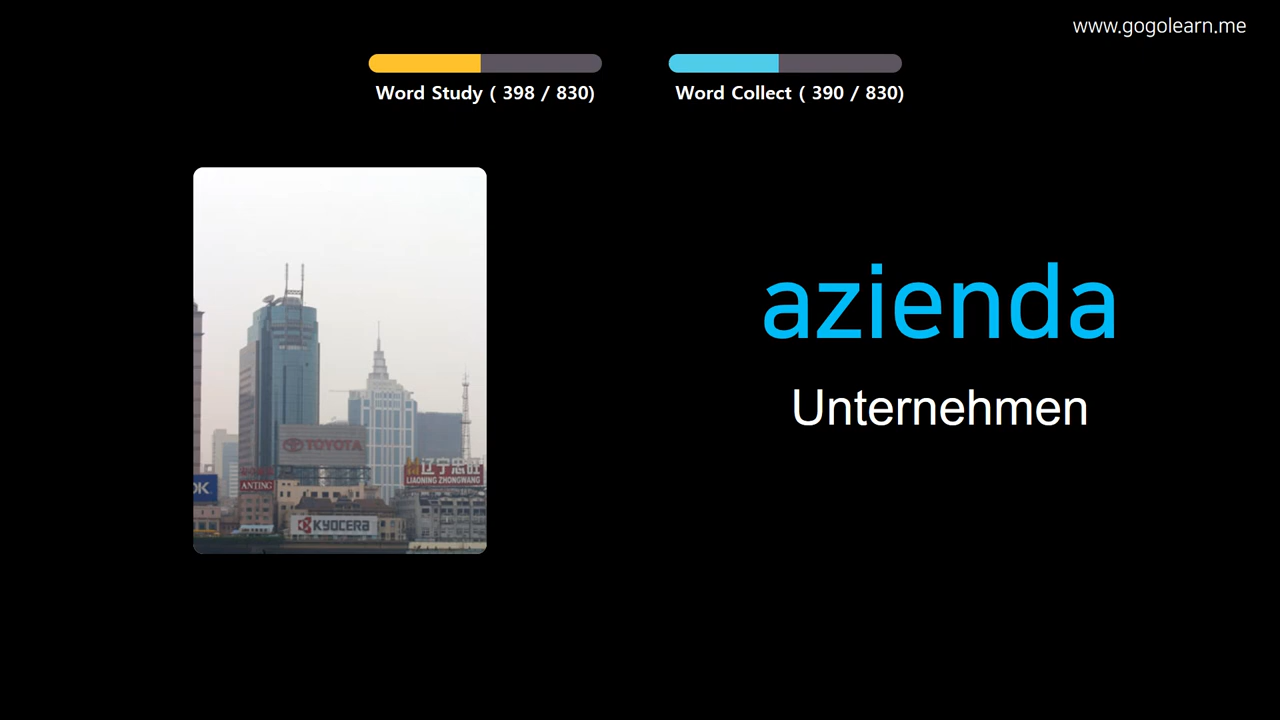 www.gogolearn.me
Word Study ( 398 / 830)
Word Collect ( 390 / 830)
azienda
Unternehmen
TOYOTA
辽宁忠旺
LIAONING ZHONGWANG
OK
ANTING
KYOCERA